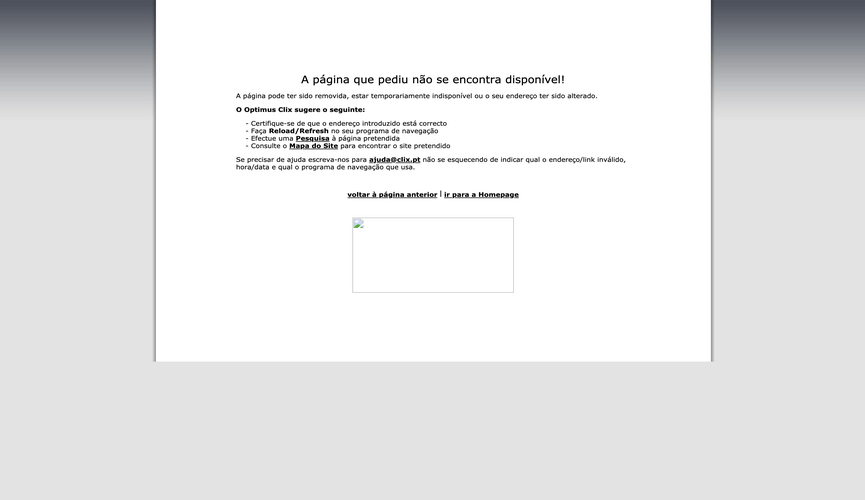 A página que pediu não se encontra disponível!
A página pode ter sido removida, estar temporariamente indisponível ou o seu endereço ter sido alterado.
O Optimus Clix sugere o seguinte:
- Certifique-se de que o endereço introduzido está correcto
- Faça Reload/Refresh no seu programa de navegação
- Efectue uma Pesquisa à página pretendida
- Consulte o Mapa do Site para encontrar o site pretendido
Se precisar de ajuda escreva-nos para ajuda@clix.pt não se esquecendo de indicar qual o endereço/link inválido,
hora/data e qual o programa de navegação que usa.
voltar à página anterior | ir para a Homepage